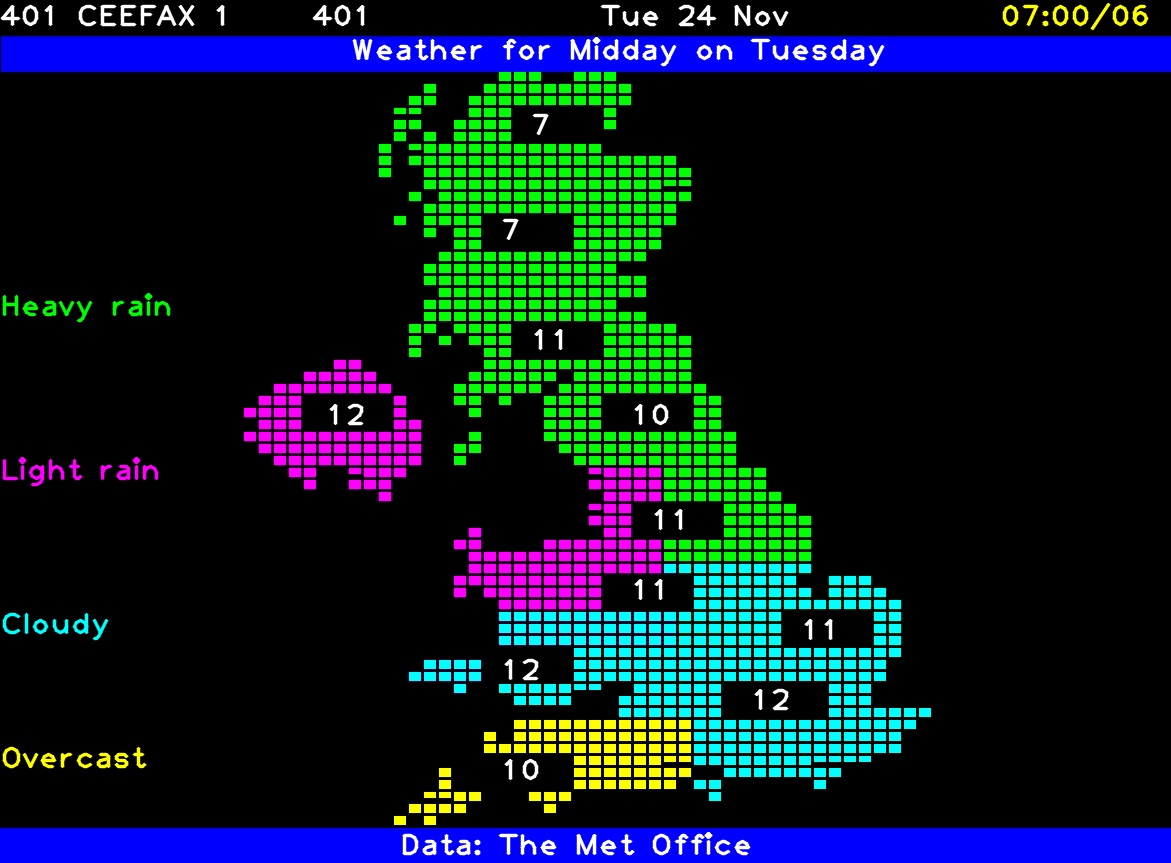 401 CEEFAX 1 401 Tue 24 Nov 07:00/06
Weather for Midday on Tuesday
7
7
Heavy rain
11
12
10
Light rain
11
11
Cloudy
11
12
12
Overcast
10
Data: The Met Office